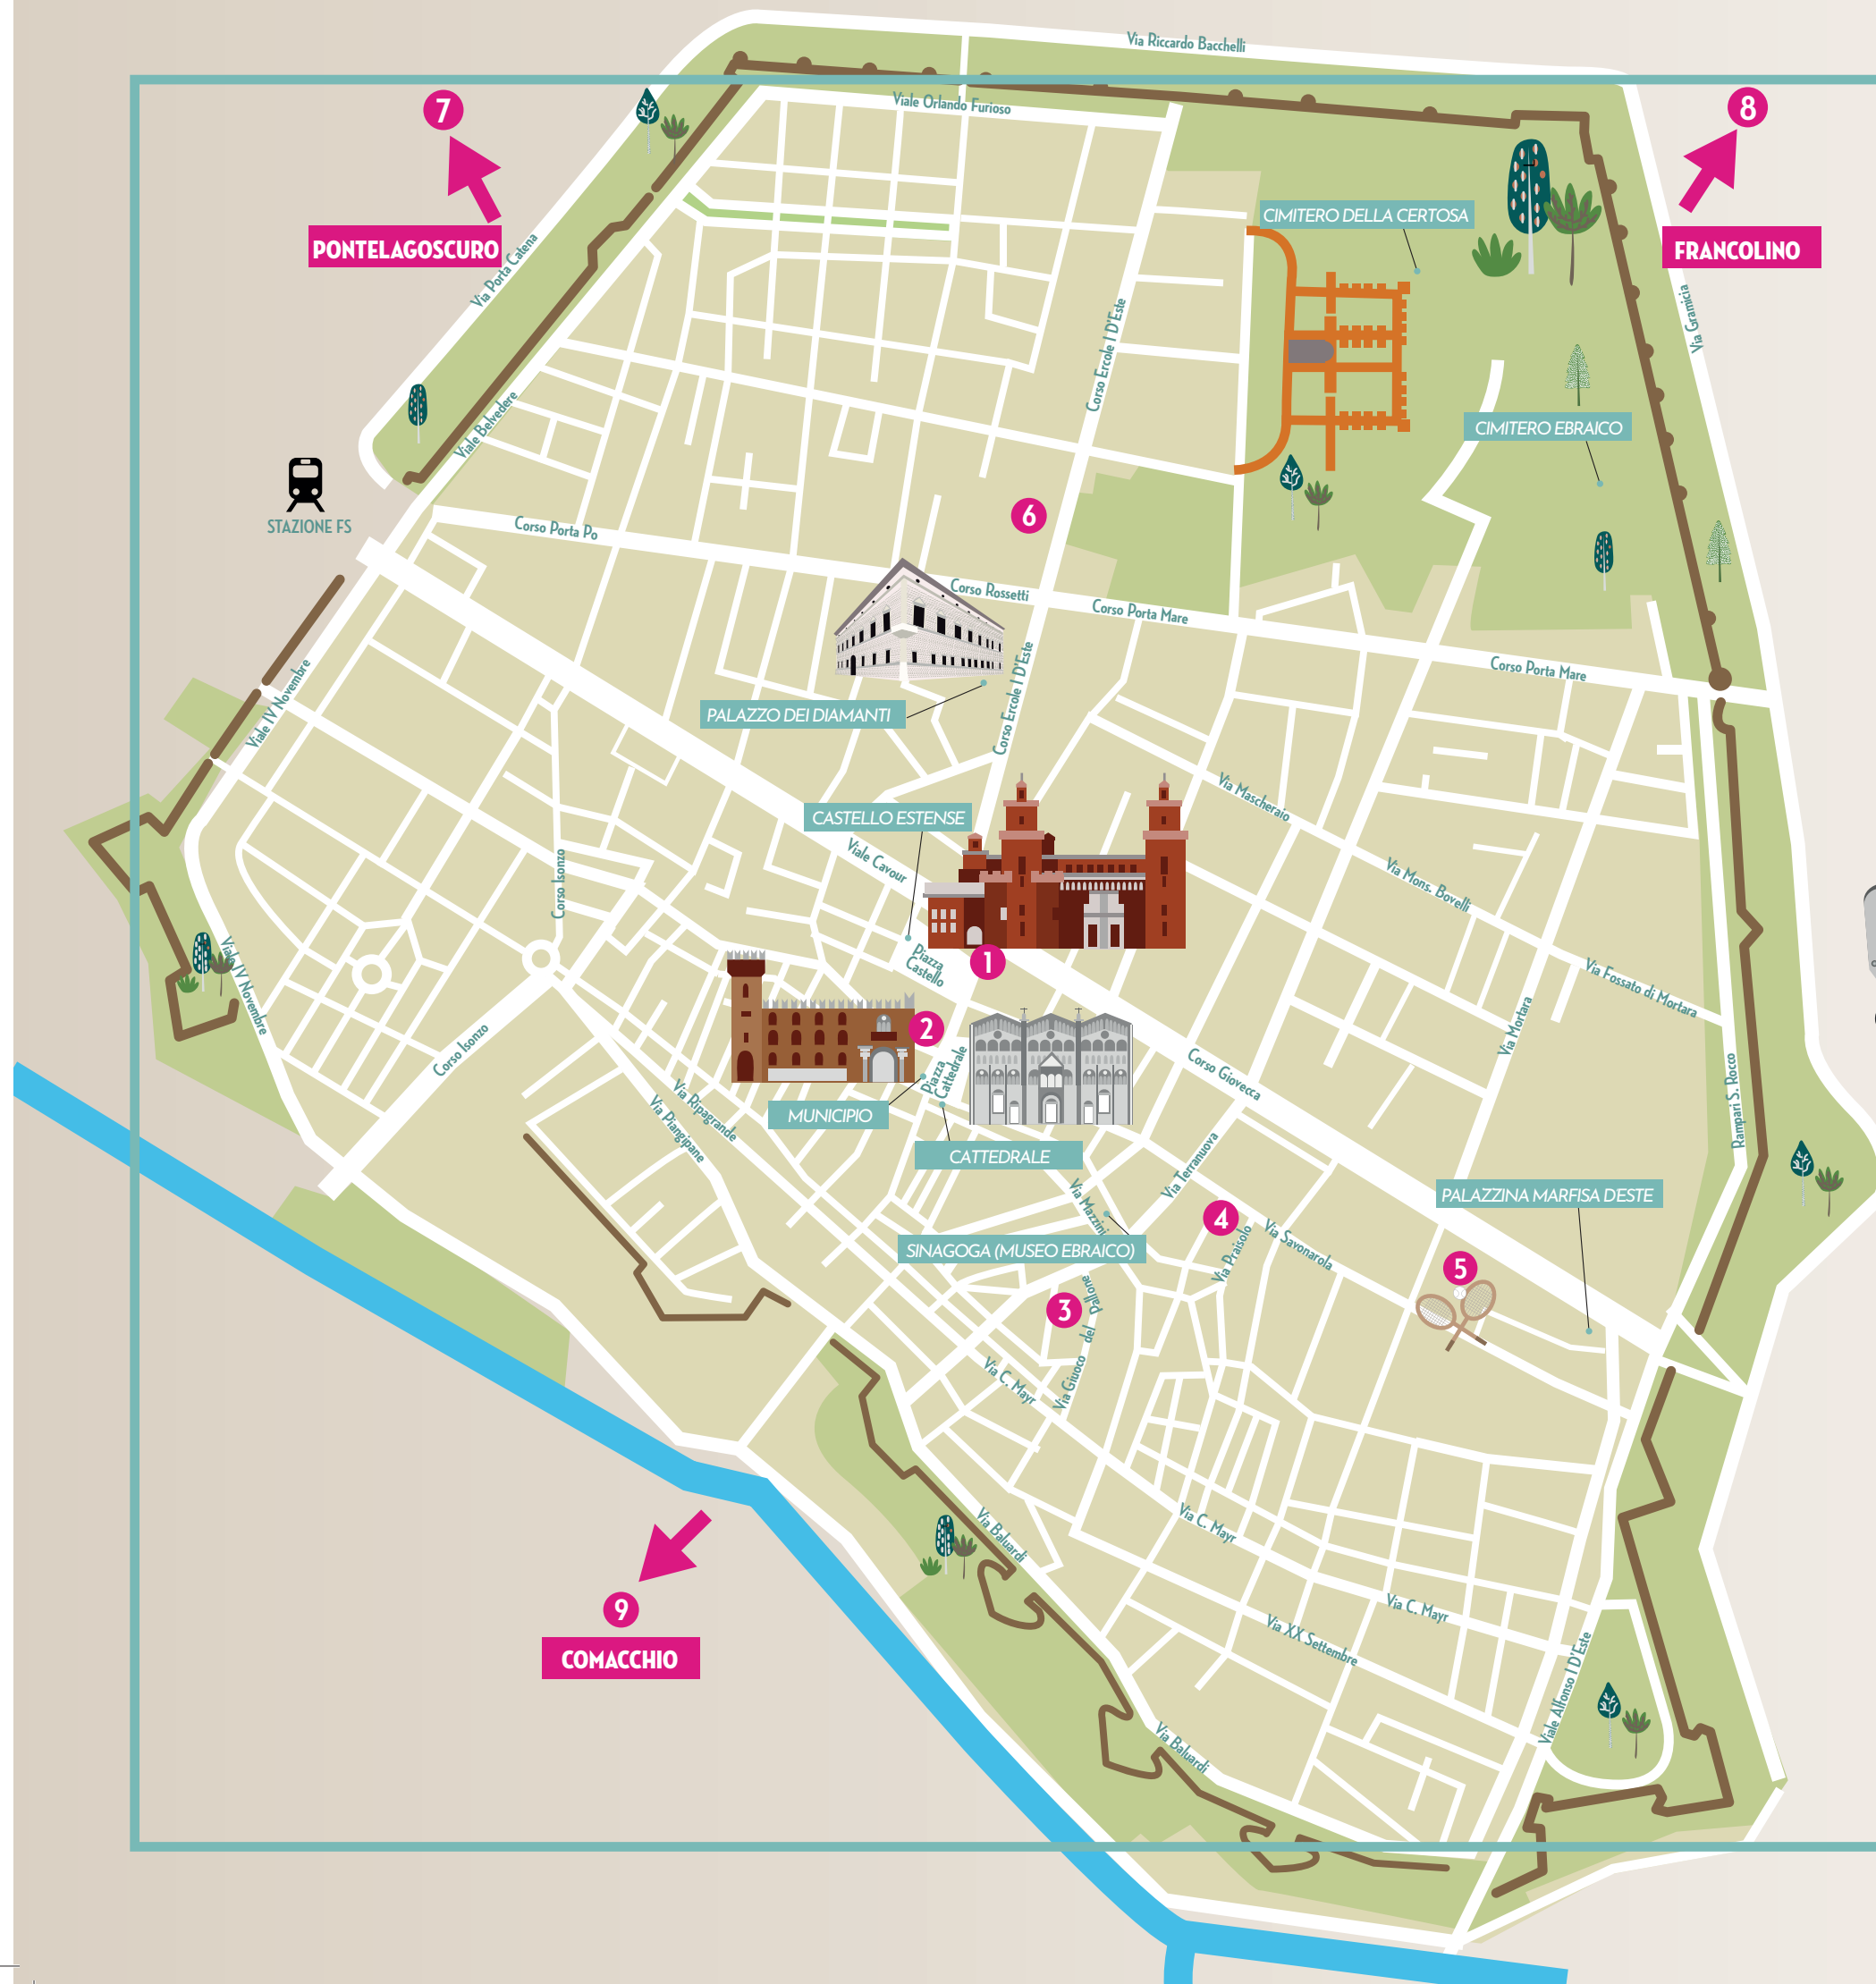 Via Riccardo Bacchelli
Viale Orlando Furioso
7
8
PONTELAGOSCURO
Via Porta Catena
CIMITERO DELLA CERTOSA
FRANCOLINO
Via Gramicia
Corso Ercole I D'Este
Viale Belvedere
CIMITERO EBRAICO
STAZIONE FS
Corso Porta Po
6
Corso Rossetti
Corso Porta Mare
Corso Porta Mare
Viale IV Novembre
Corso Ercole I D'Este
PALAZZO DEI DIAMANTI
CASTELLO ESTENSE
Via Mascheraio
Viale Cavour
Corso Isonzo
Via Mons. Bovelli
Viale IV Novembre
Piazza
Castello
1
Via Fossato di Mortara
Via Mortara
2
Corso Isonzo
Piazza
Cattedrale
Corso Giovecca
Rampari S. Rocco
Via Ripagrande
Via Piangipane
MUNICIPIO
CATTEDRALE
Via Terranuova
Via Mazzini
PALAZZINA MARFISA DESTE
4
Via Savonarola
Via Praisolo
SINAGOGA (MUSEO EBRAICO)
5
3
Via Giuoco del Pallone
Via C. Mayr
Via Baluardi
Via C. Mayr
9
COMACCHIO
Via C. Mayr
Via XX Settembre
Viale Alfonso I D'Este
Via Baluardi